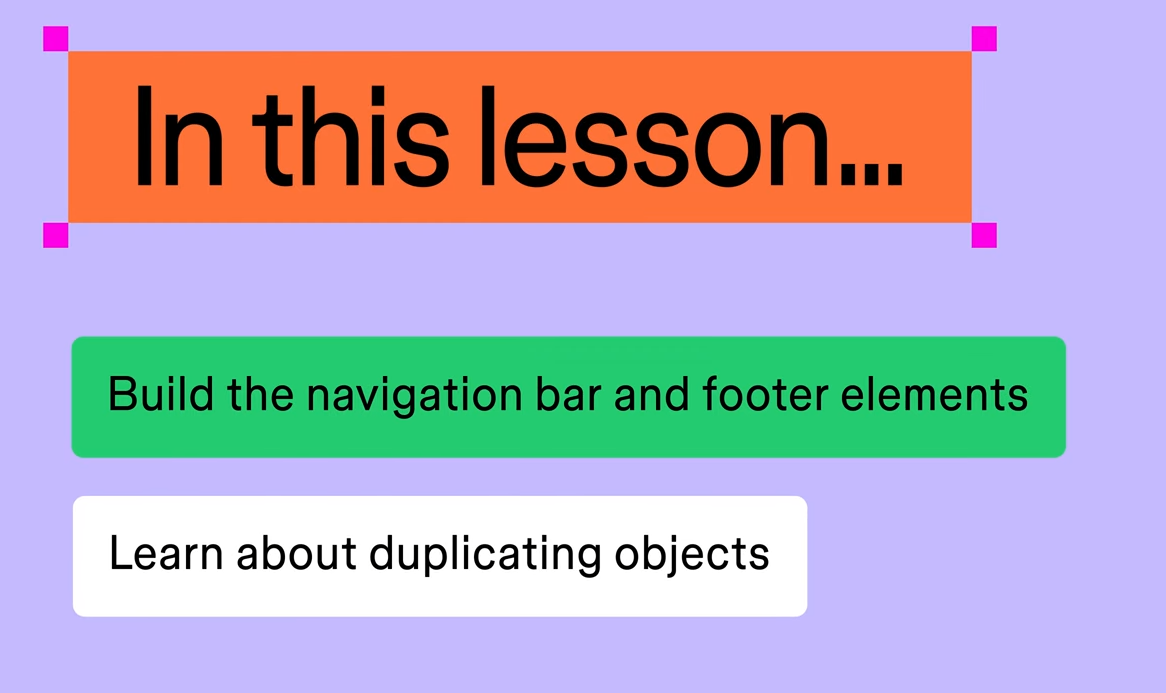 In this lesson...
Build the navigation bar and footer elements
Learn about duplicating objects